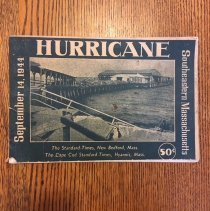 HURRICANE
September 14, 1944
Southeastern Massachusetts
The Standard Times, New Bedford, Mass.
The Cape Cod Standard Times, Hyannis, Mass.
50¢